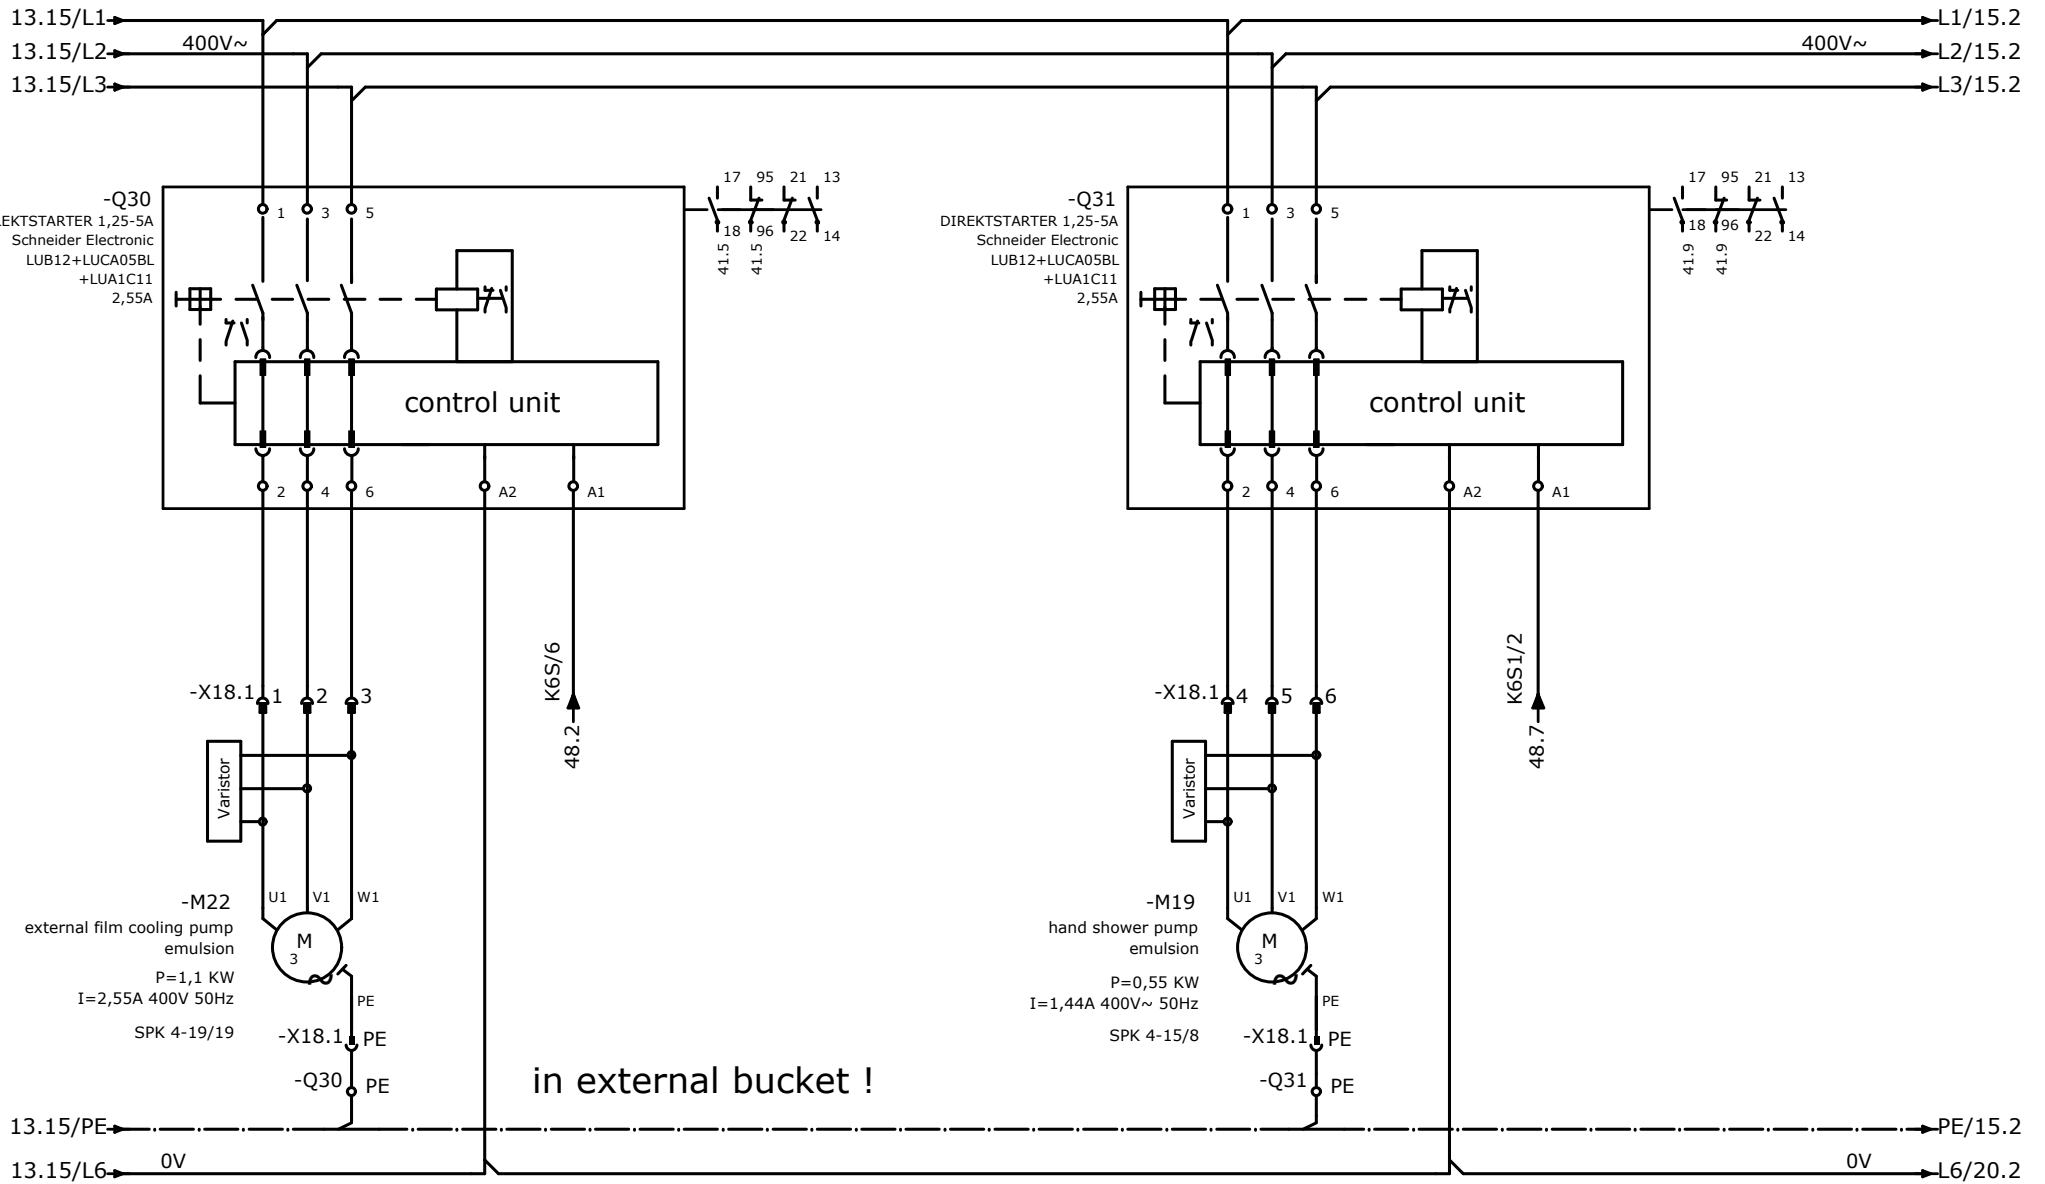 13.15/L1
L1/15.2
13.15/L2
400V~
400V~
L2/15.2
13.15/L3
L3/15.2
-Q30
EKTSTARTER 1,25-5A
Schneider Electronic
LUB12+LUCA05BL
+LUA1C11
2,55A
1
3
5
17 95 21 13
18 96 22 14
41.5
41.5
control unit
2
4
6
A2
A1
-Q31
DIREKTSTARTER 1,25-5A
Schneider Electronic
LUB12+LUCA05BL
+LUA1C11
2,55A
1
3
5
17 95 21 13
18 96 22 14
41.9
41.9
control unit
2
4
6
A2
A1
-X18.1
1
2
3
K6S/6
48.2
Varistor
-M22
external film cooling pump
emulsion
P=1,1 KW
I=2,55A 400V 50Hz
SPK 4-19/19
U1
V1
W1
M
3
PE
-X18.1
PE
-Q30
PE
-X18.1
4
5
6
K6S1/2
48.7
Varistor
-M19
hand shower pump
emulsion
P=0,55 KW
I=1,44A 400V~ 50Hz
SPK 4-15/8
U1
V1
W1
M
3
PE
-X18.1
PE
-Q31
PE
in external bucket !
13.15/PE
PE/15.2
13.15/L6
0V
0V
L6/20.2